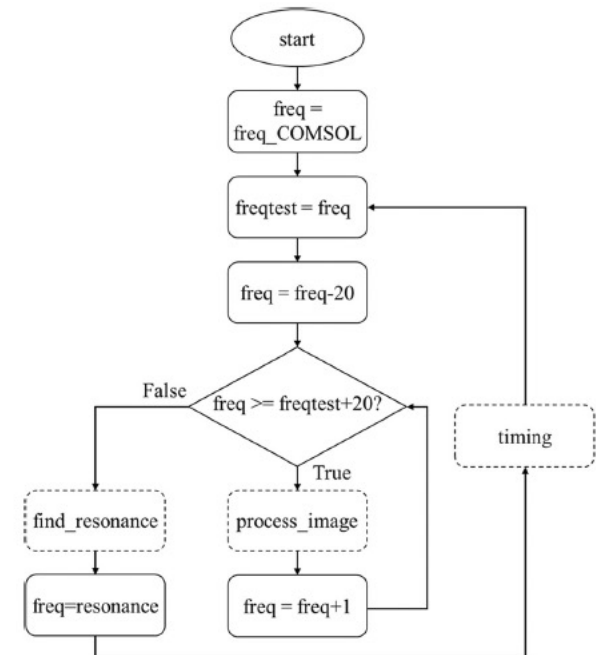 start
freq =
freq_COMSOL
freqtest = freq
freq = freq-20
False
freq >= freqtest+20?
timing
True
find_resonance
process_image
freq=resonance
freq = freq+1